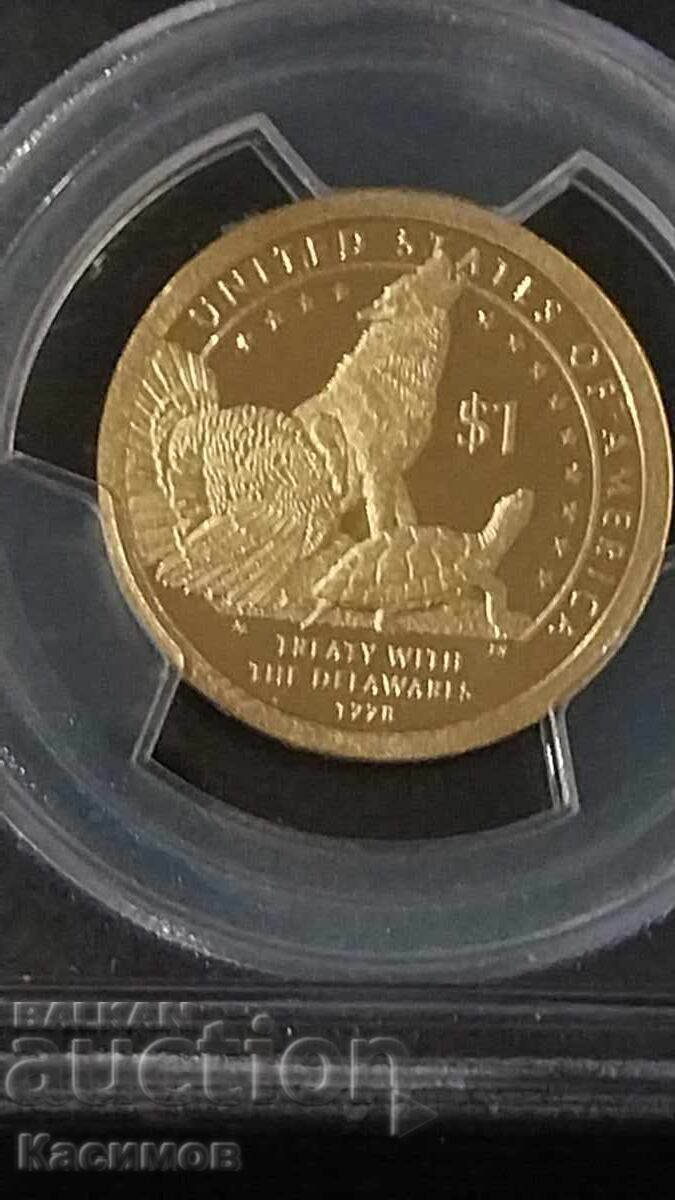 UNITED STATES OF AMERICA
$1
TREATY WITH
THE DELAWARES
1778
BALKAN
auction
Касимов